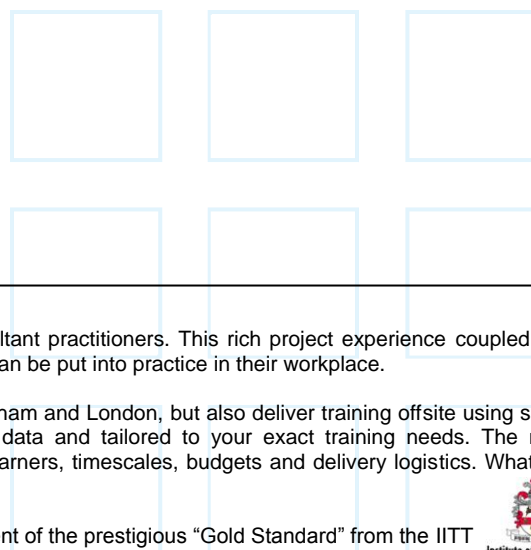 ltant practitioners. This rich project experience coupled
an be put into practice in their workplace.
ham and London, but also deliver training offsite using s
data and tailored to your exact training needs. The
arners, timescales, budgets and delivery logistics. What
nt of the prestigious “Gold Standard” from the IITT